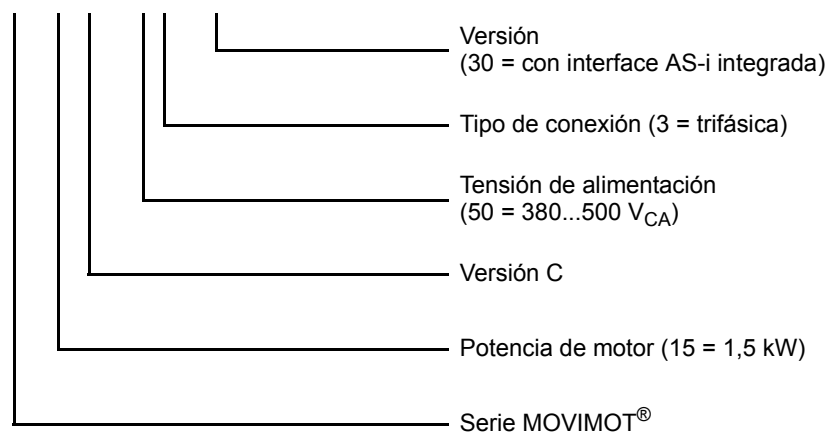 Versión
(30 = con interface AS-i integrada)
Tipo de conexión (3 = trifásica)
Tensión de alimentación
(50 = 380...500 VCA)
Versión C
Potencia de motor (15 = 1,5 kW)
Serie MOVIMOT®